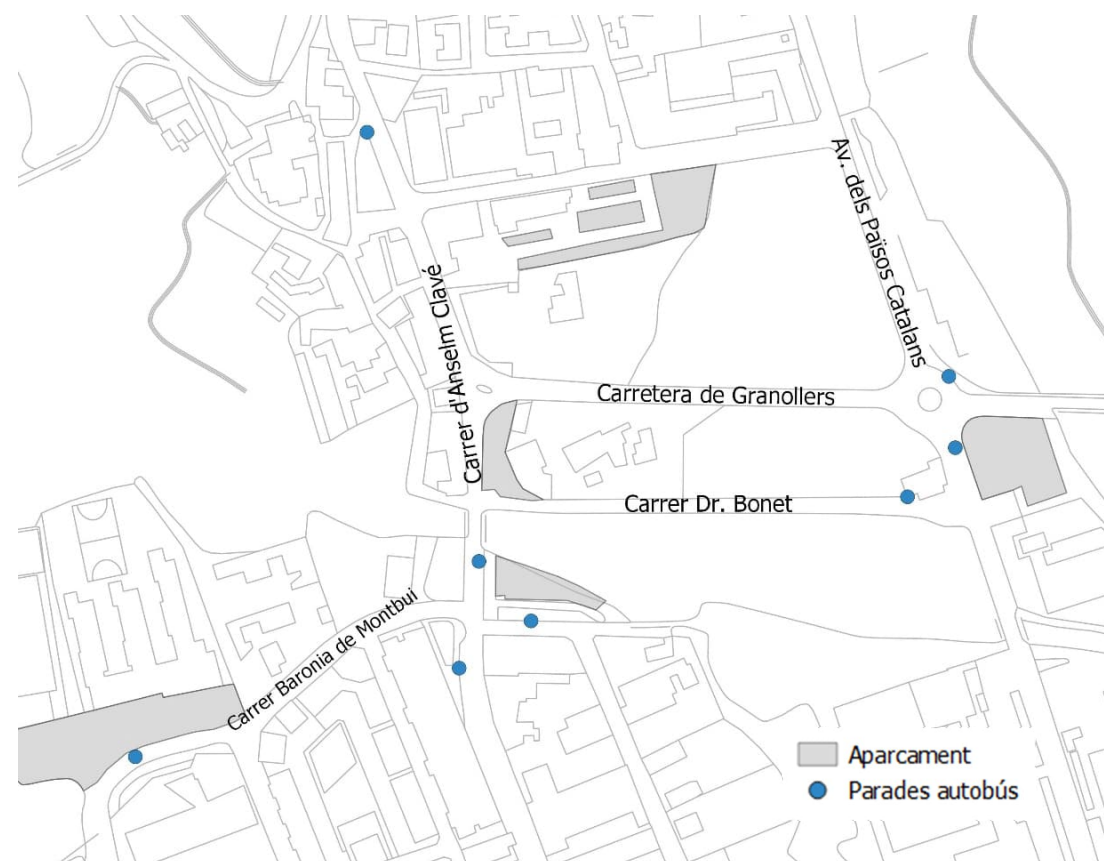 Av. dels Països Catalans
Carrer d'Anselm Clavé
Carretera de Granollers
Carrer Dr. Bonet
Carrer Baronia de Montbui
Aparcament
Parades autobús